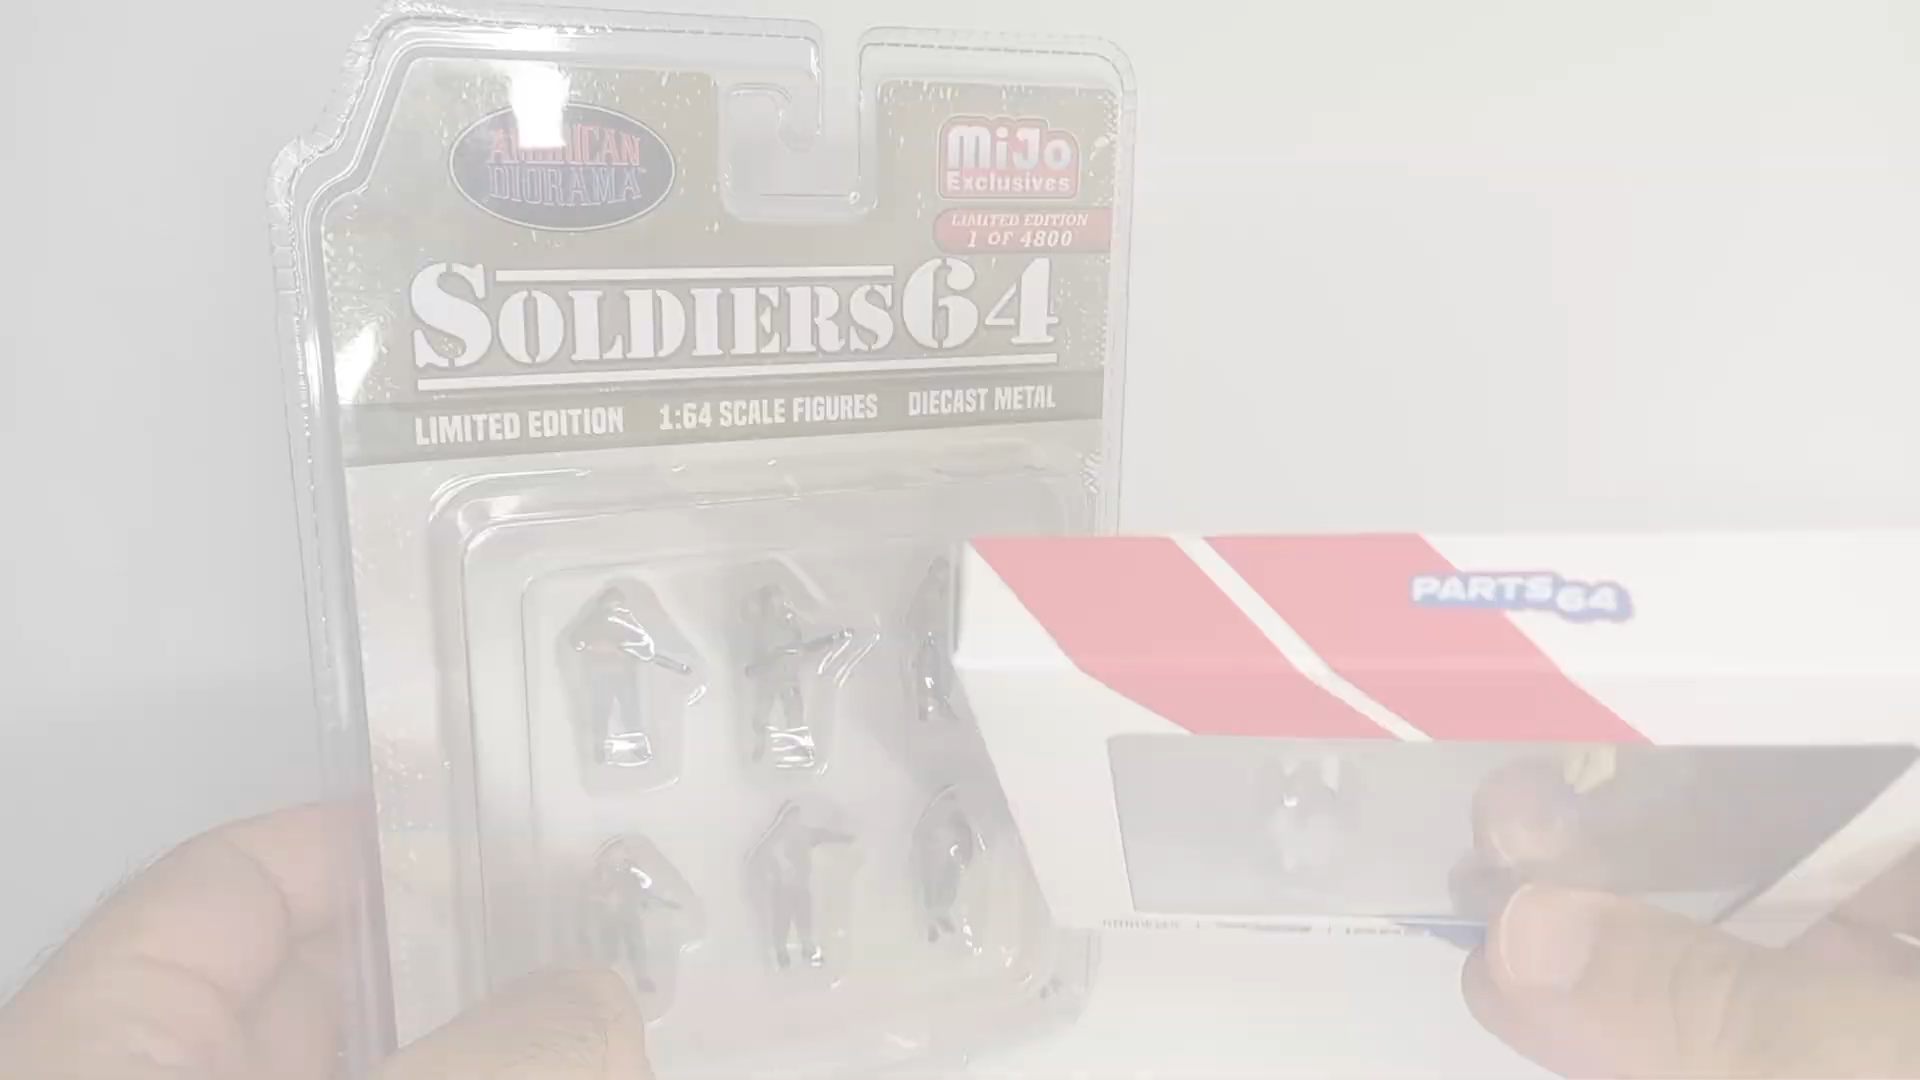 AMERICAN
DIORAMA
MiJo
Exclusives
LIMITED EDITION
1 OF 4800
SOLDIERS64
LIMITED EDITION 1:64 SCALE FIGURES DIECAST METAL
PARTS64